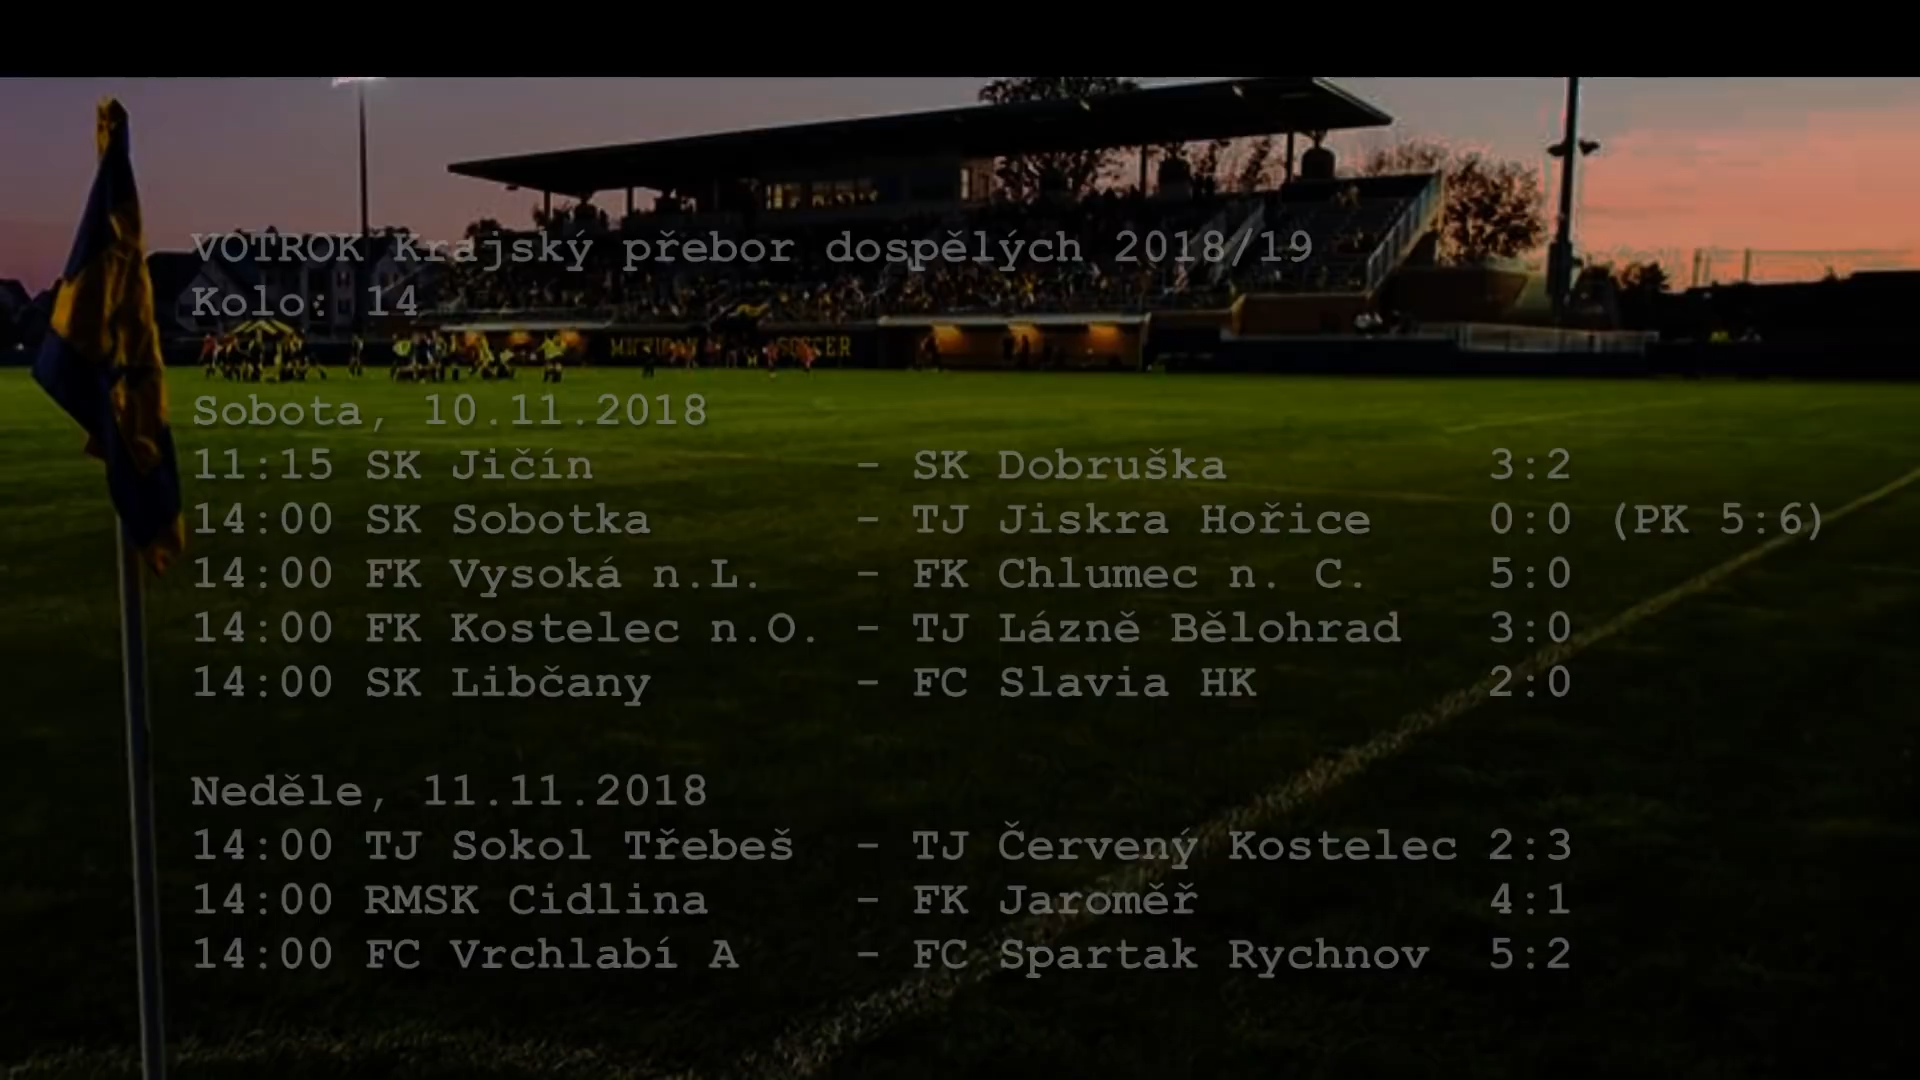 VOTROK Krajský přebor dospělých 2018/19
Kolo: 14
MICHIGAN SOCCER
Sobota, 10.11.2018
11:15 SK Jičín - SK Dobruška 3:2
14:00 SK Sobotka - TJ Jiskra Hořice 0:0 (PK 5:6)
14:00 FK Vysoká n.L. - FK Chlumec n. C. 5:0
14:00 FK Kostelec n.O. - TJ Lázně Bělohrad 3:0
14:00 SK Libčany - FC Slavia HK 2:0
Neděle, 11.11.2018
14:00 TJ Sokol Třebeš - TJ Červený Kostelec 2:3
14:00 RMSK Cidlina - FK Jaroměř 4:1
14:00 FC Vrchlabí A - FC Spartak Rychnov 5:2